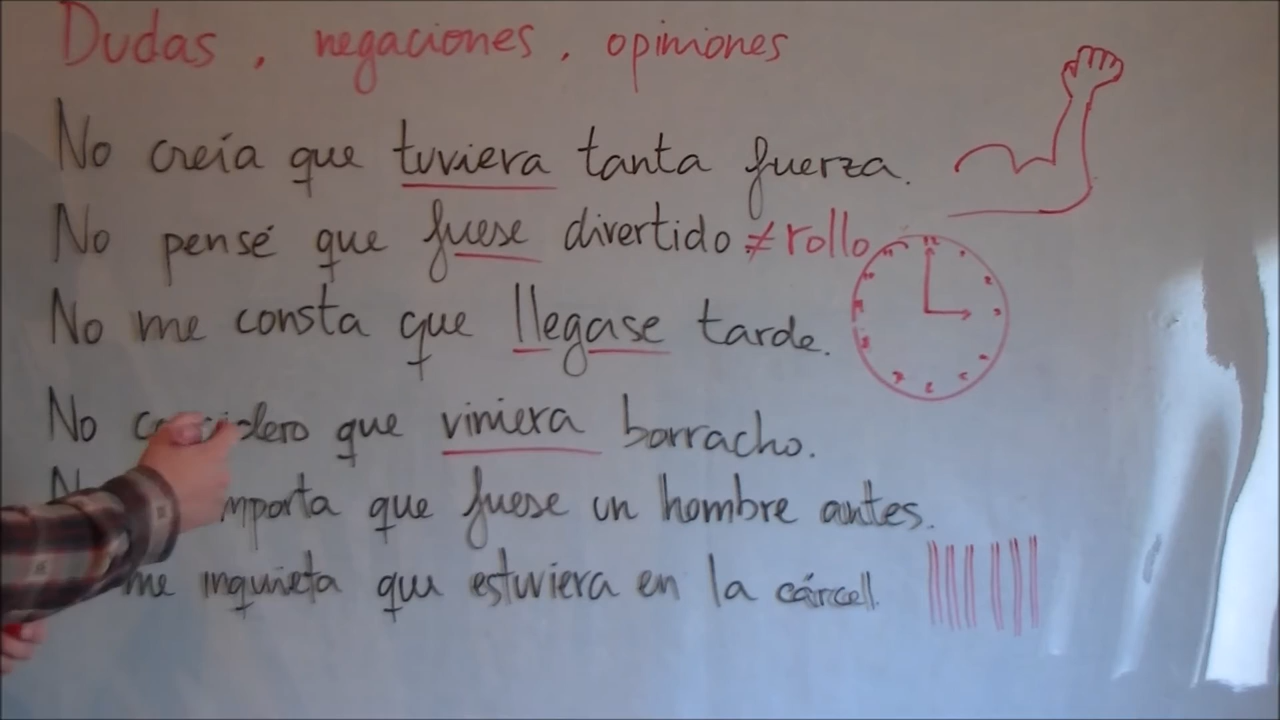 Dudas, negaciones, opiniones
No creía que tuviera tanta fuerza.
No pensé que fuese divertido ≠ rollo
No me consta que llegase tarde.
No considero que viniera borracho.
que fuese un hombre antes.
me inquieta que estuviera en la cárcel.